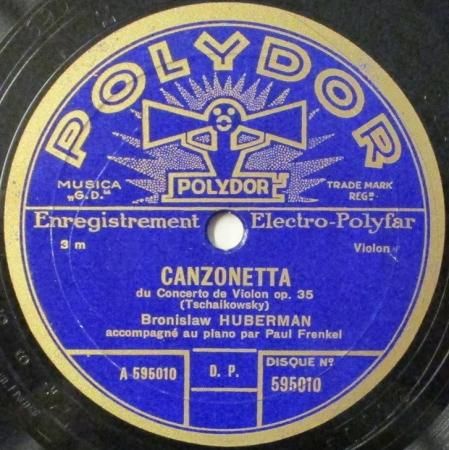 POLYDOR
MUSICA
"G.D."
POLYDOR
TRADE MARK
REG.
Enregistrement Electro-Polyfar
3 m
Violon
CANZONETTA
du Concerto de Violon op. 35
(Tschaikowsky)
Bronislaw HUBERMAN
accompagné au piano par Paul Frenkel
A 595010
D. P.
DISQUE No
595010